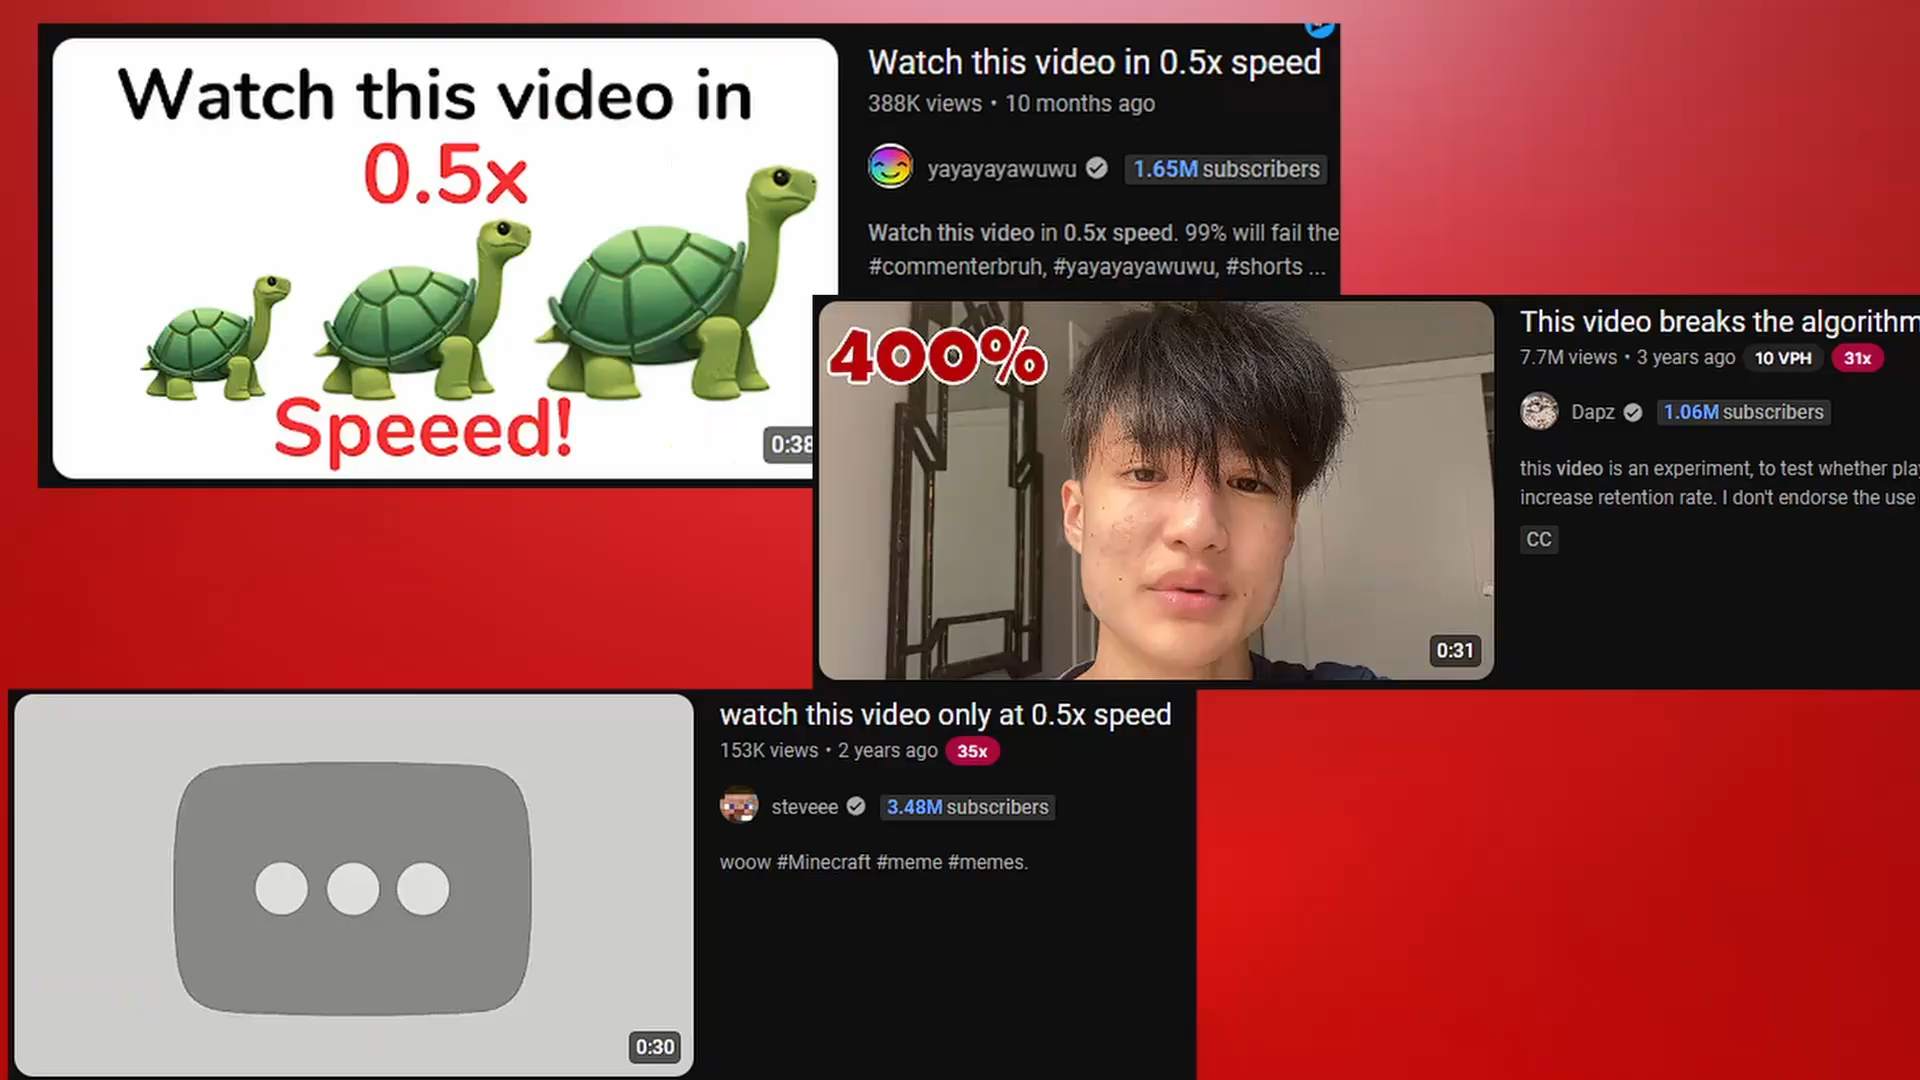 Watch this video in
0.5x
Speeed!
0:38
Watch this video in 0.5x speed
388K views • 10 months ago
yayayayawuwu
1.65M subscribers
Watch this video in 0.5x speed. 99% will fail the
#commenterbruh, #yayayayawuwu, #shorts ...
400%
0:31
This video breaks the algorithm
7.7M views • 3 years ago 10 VPH 31x
Dapz 1.06M subscribers
this video is an experiment, to test whether
increase retention rate. I don't endorse the use
CC
0:30
watch this video only at 0.5x speed
153K views • 2 years ago 35x
steveee 3.48M subscribers
woow #Minecraft #meme #memes.